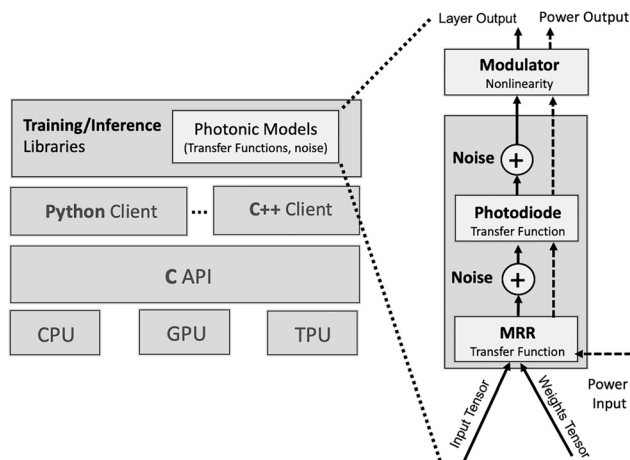 Training/Inference
Libraries
Photonic Models
(Transfer Functions, noise)
Python Client
...
C++ Client
C API
CPU
GPU
TPU
Layer Output
Power Output
Modulator
Nonlinearity
Noise
+
Photodiode
Transfer Function
Noise
+
MRR
Transfer Function
Power
Input
Input Tensor
Weights Tensor